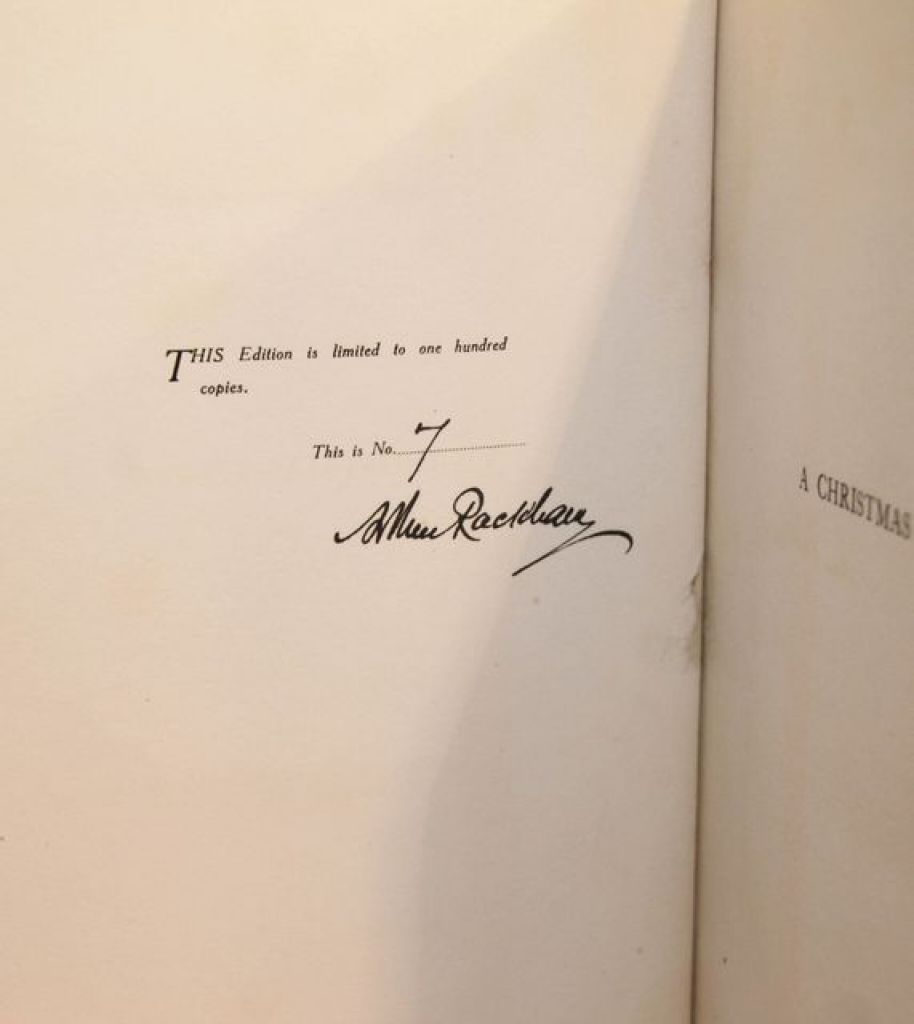 THIS Edition is limited to one hundred
copies.
This is No. 7
Arthur Rackham
A CHRISTMAS